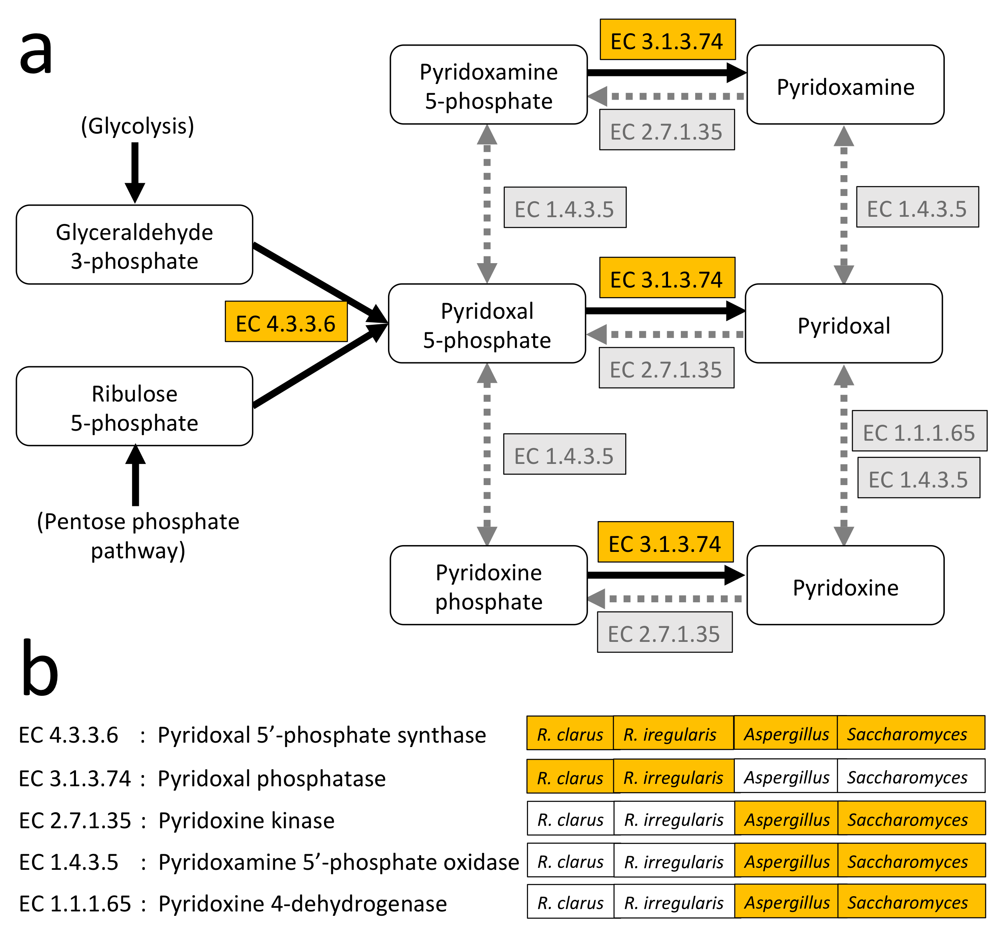 a
EC 3.1.3.74
Pyridoxamine
5-phosphate
Pyridoxamine
EC 2.7.1.35
(Glycolysis)
EC 1.4.3.5
EC 1.4.3.5
Glyceraldehyde
3-phosphate
EC 3.1.3.74
EC 4.3.3.6
Pyridoxal
5-phosphate
Pyridoxal
EC 2.7.1.35
Ribulose
5-phosphate
EC 1.1.1.65
EC 1.4.3.5
EC 1.4.3.5
(Pentose phosphate
pathway)
EC 3.1.3.74
Pyridoxine
phosphate
Pyridoxine
EC 2.7.1.35
b
EC 4.3.3.6 : Pyridoxal 5’-phosphate synthase R. clarus R. iregularis Aspergillus Saccharomyces
EC 3.1.3.74 : Pyridoxal phosphatase R. clarus R. irregularis Aspergillus Saccharomyces
EC 2.7.1.35 : Pyridoxine kinase R. clarus R. irregularis Aspergillus Saccharomyces
EC 1.4.3.5 : Pyridoxamine 5’-phosphate oxidase R. clarus R. irregularis Aspergillus Saccharomyces
EC 1.1.1.65 : Pyridoxine 4-dehydrogenase R. clarus R. irregularis Aspergillus Saccharomyces